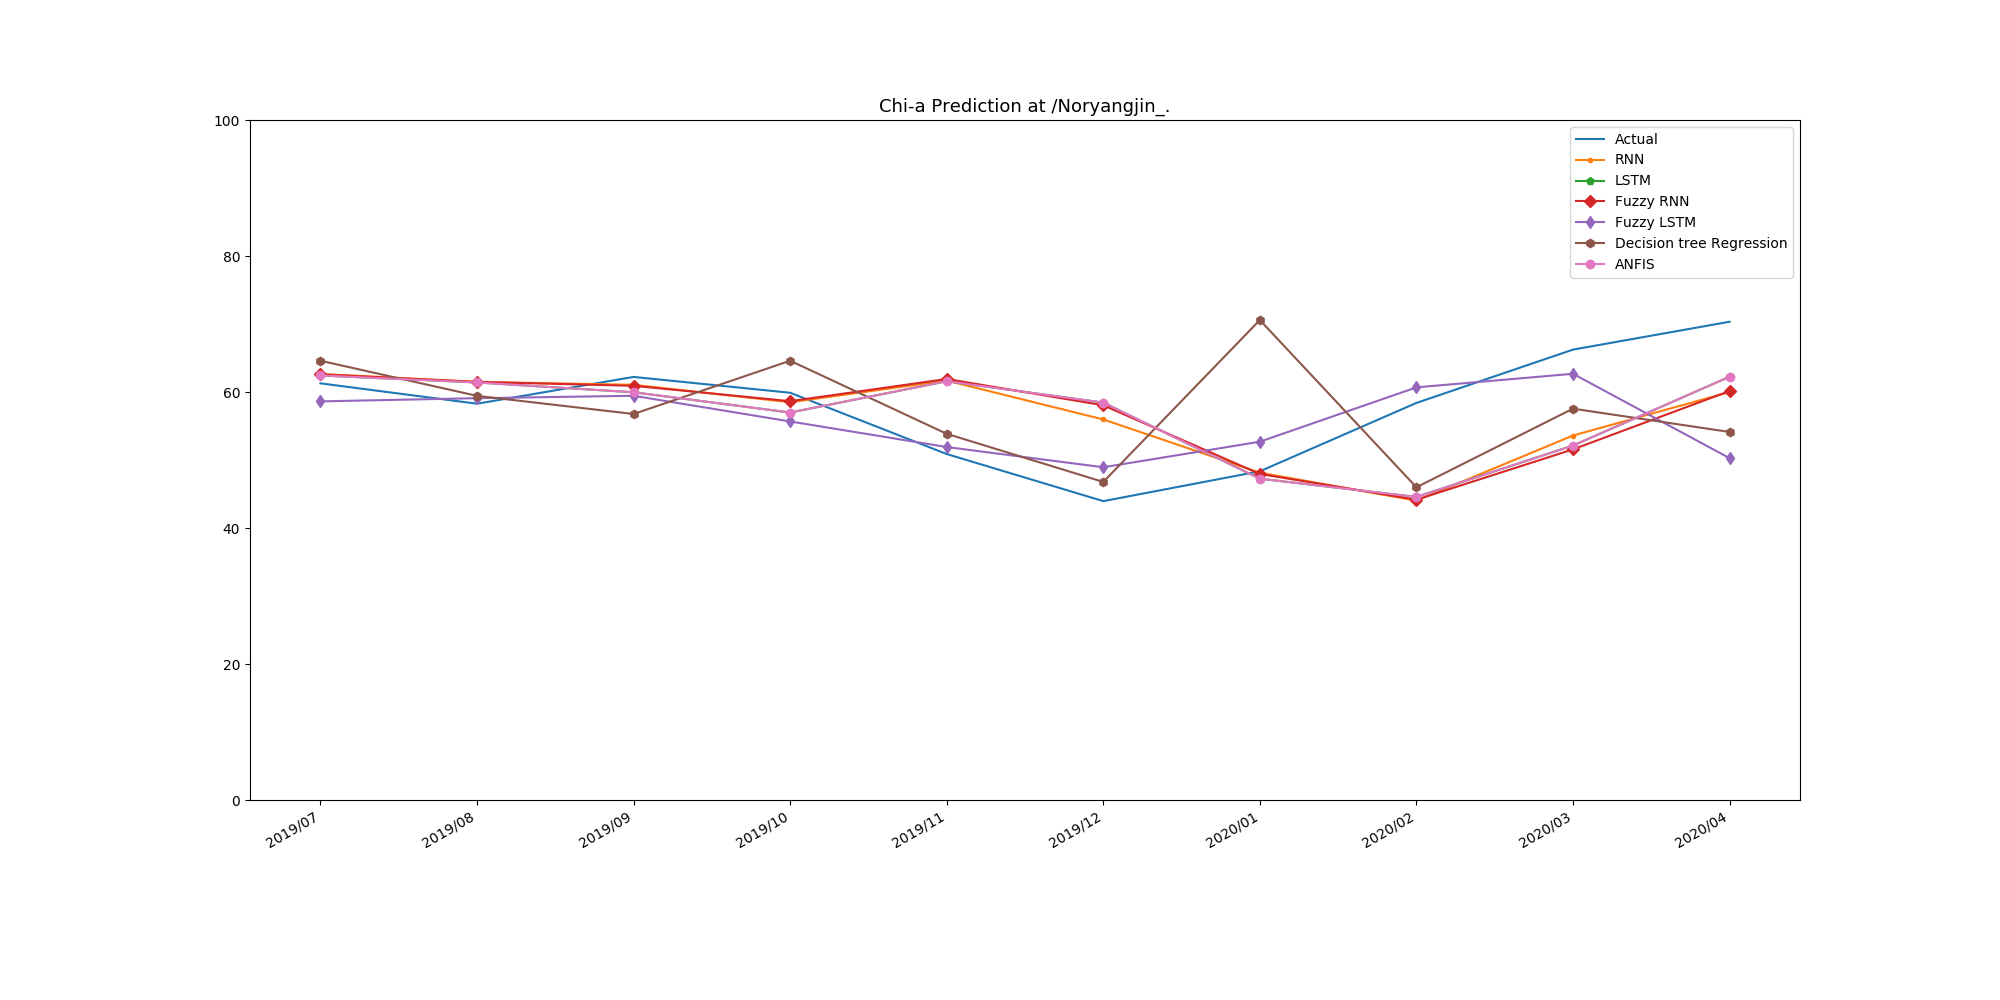 Chi-a Prediction at /Noryangjin_.
100
80
60
40
20
0
Actual
RNN
LSTM
Fuzzy RNN
Fuzzy LSTM
Decision tree Regression
ANFIS
2019/07
2019/08
2019/09
2019/10
2019/11
2019/12
2020/01
2020/02
2020/03
2020/04